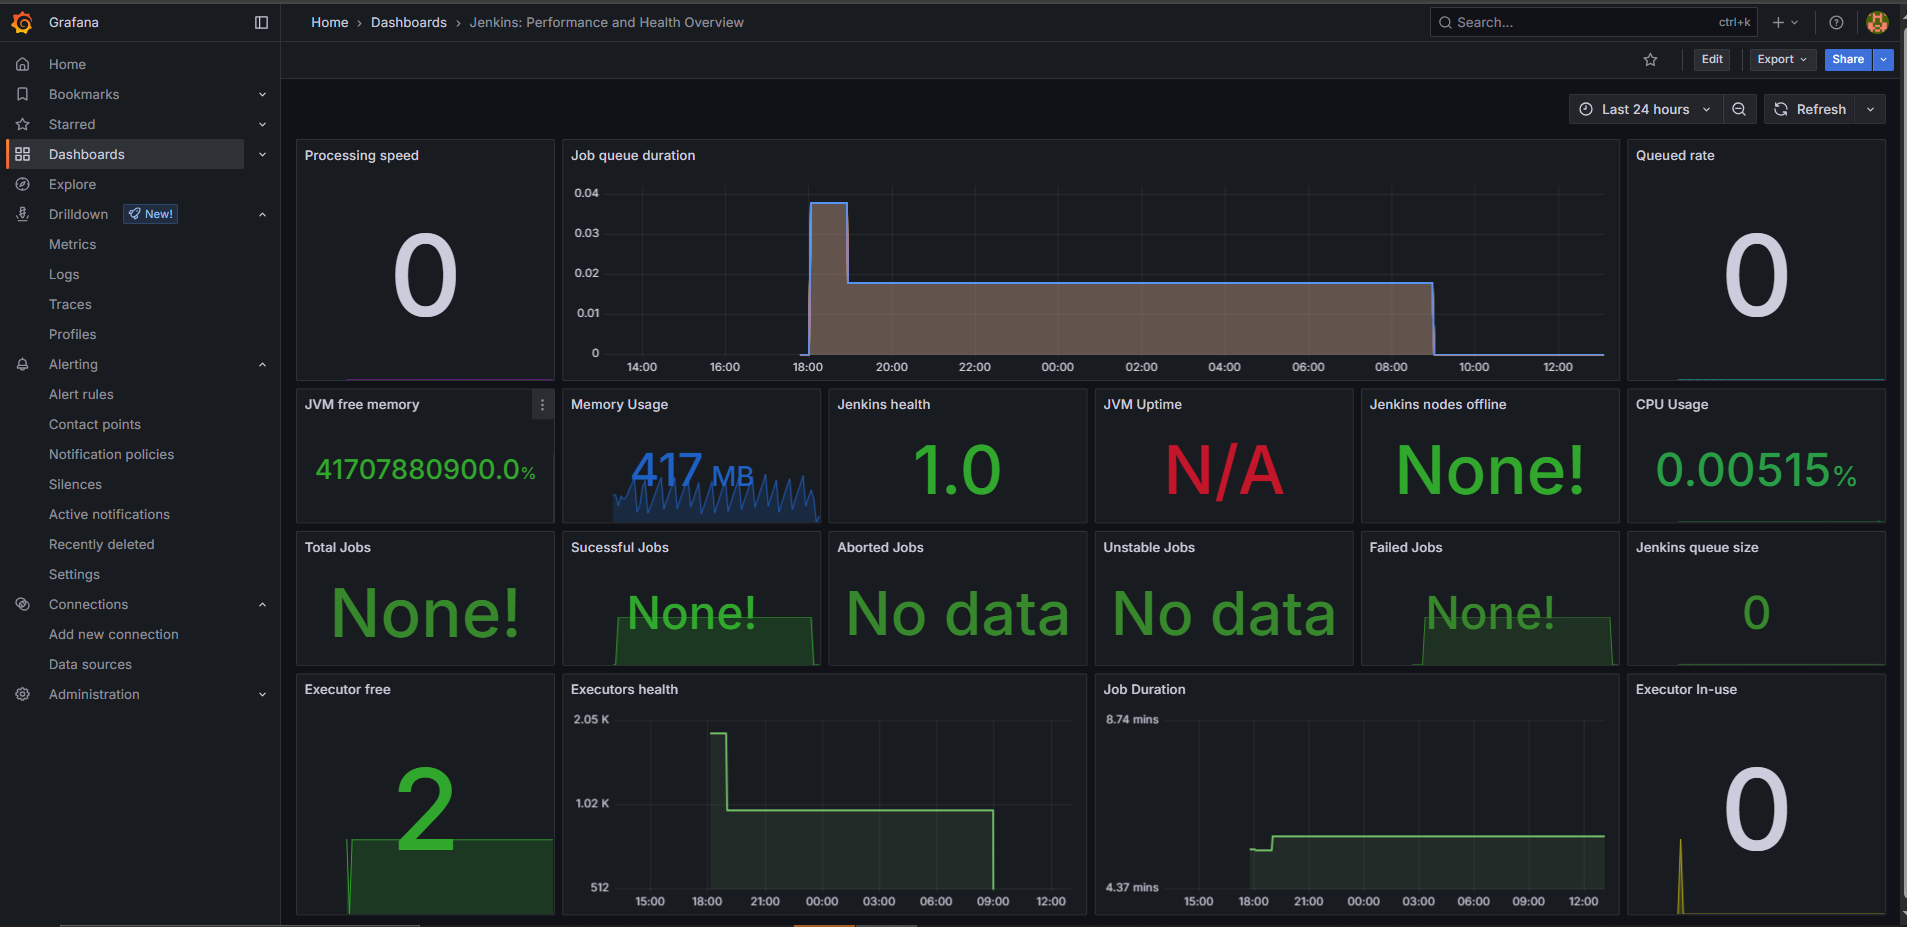 Grafana
Home › Dashboards › Jenkins: Performance and Health Overview
Search...
ctrl+k
Edit
Export
Share
Last 24 hours
Refresh
Home
Bookmarks
Starred
Dashboards
Explore
Drilldown
New!
Metrics
Logs
Traces
Profiles
Alerting
Alert rules
Contact points
Notification policies
Silences
Active notifications
Recently deleted
Settings
Connections
Add new connection
Data sources
Administration
Processing speed
0
Job queue duration
0.04
0.03
0.02
0.01
0
14:00 16:00 18:00 20:00 22:00 00:00 02:00 04:00 06:00 08:00 10:00 12:00
Queued rate
0
JVM free memory
41707880900.0%
Memory Usage
417 MB
Jenkins health
1.0
JVM Uptime
N/A
Jenkins nodes offline
None!
CPU Usage
0.00515%
Total Jobs
None!
Sucessful Jobs
None!
Aborted Jobs
No data
Unstable Jobs
No data
Failed Jobs
None!
Jenkins queue size
0
Executor free
2
Executors health
2.05 K
1.02 K
512
15:00 18:00 21:00 00:00 03:00 06:00 09:00 12:00
Job Duration
8.74 mins
4.37 mins
15:00 18:00 21:00 00:00 03:00 06:00 09:00 12:00
Executor In-use
0